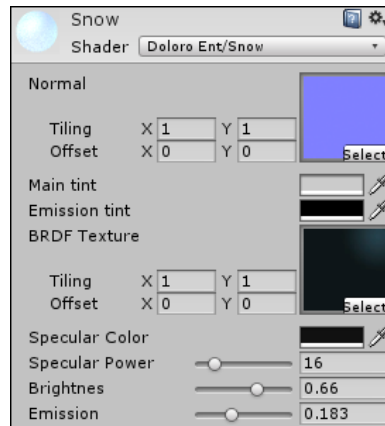 Snow
Shader Doloro Ent/Snow
Normal
Tiling X 1 Y 1
Offset X 0 Y 0
Select
Main tint
Emission tint
BRDF Texture
Tiling X 1 Y 1
Offset X 0 Y 0
Select
Specular Color
Specular Power 16
Brightnes 0.66
Emission 0.183